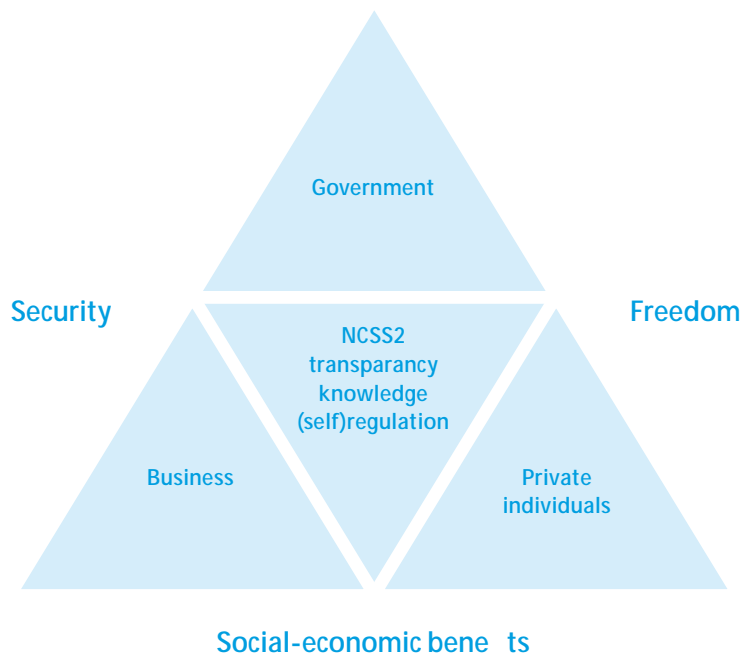 Government
Security
Freedom
NCSS2
transparancy
knowledge
(self)regulation
Business
Private
individuals
Social-economic bene ts